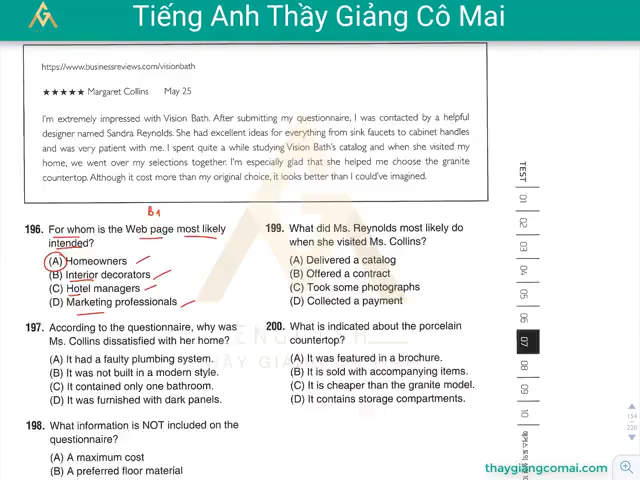 Tiếng Anh Thầy Giảng Cô Mai
https://www.businessreviews.com/visionbath
★★★★★ Margaret Collins May 25
I'm extremely impressed with Vision Bath. After submitting my questionnaire, I was contacted by a helpful
designer named Sandra Reynolds. She had excellent ideas for everything from sink faucets to cabinet handles
and was very patient with me. I spent quite a while studying Vision Bath's catalog and when she visited my
home, we went over my selections together. I'm especially glad that she helped me choose the granite
countertop. Although it cost more than my original choice, it looks better than I could've imagined.
B1
196. For whom is the Web page most likely
intended?
(A) Homeowners
(B) Interior decorators
(C) Hotel managers
(D) Marketing professionals
197. According to the questionnaire, why was
Ms. Collins dissatisfied with her home?
(A) It had a faulty plumbing system.
(B) It was not built in a modern style.
(C) It contained only one bathroom.
(D) It was furnished with dark panels.
198. What information is NOT included on the
questionnaire?
(A) A maximum cost
(B) A preferred floor material
199. What did Ms. Reynolds most likely do
when she visited Ms. Collins?
(A) Delivered a catalog
(B) Offered a contract
(C) Took some photographs
(D) Collected a payment
200. What is indicated about the porcelain
countertop?
(A) It was featured in a brochure.
(B) It is sold with accompanying items.
(C) It is cheaper than the granite model.
(D) It contains storage compartments.
TEST
01
02
03
04
05
06
07
08
09
10
154
220
thaygiangcomai.com